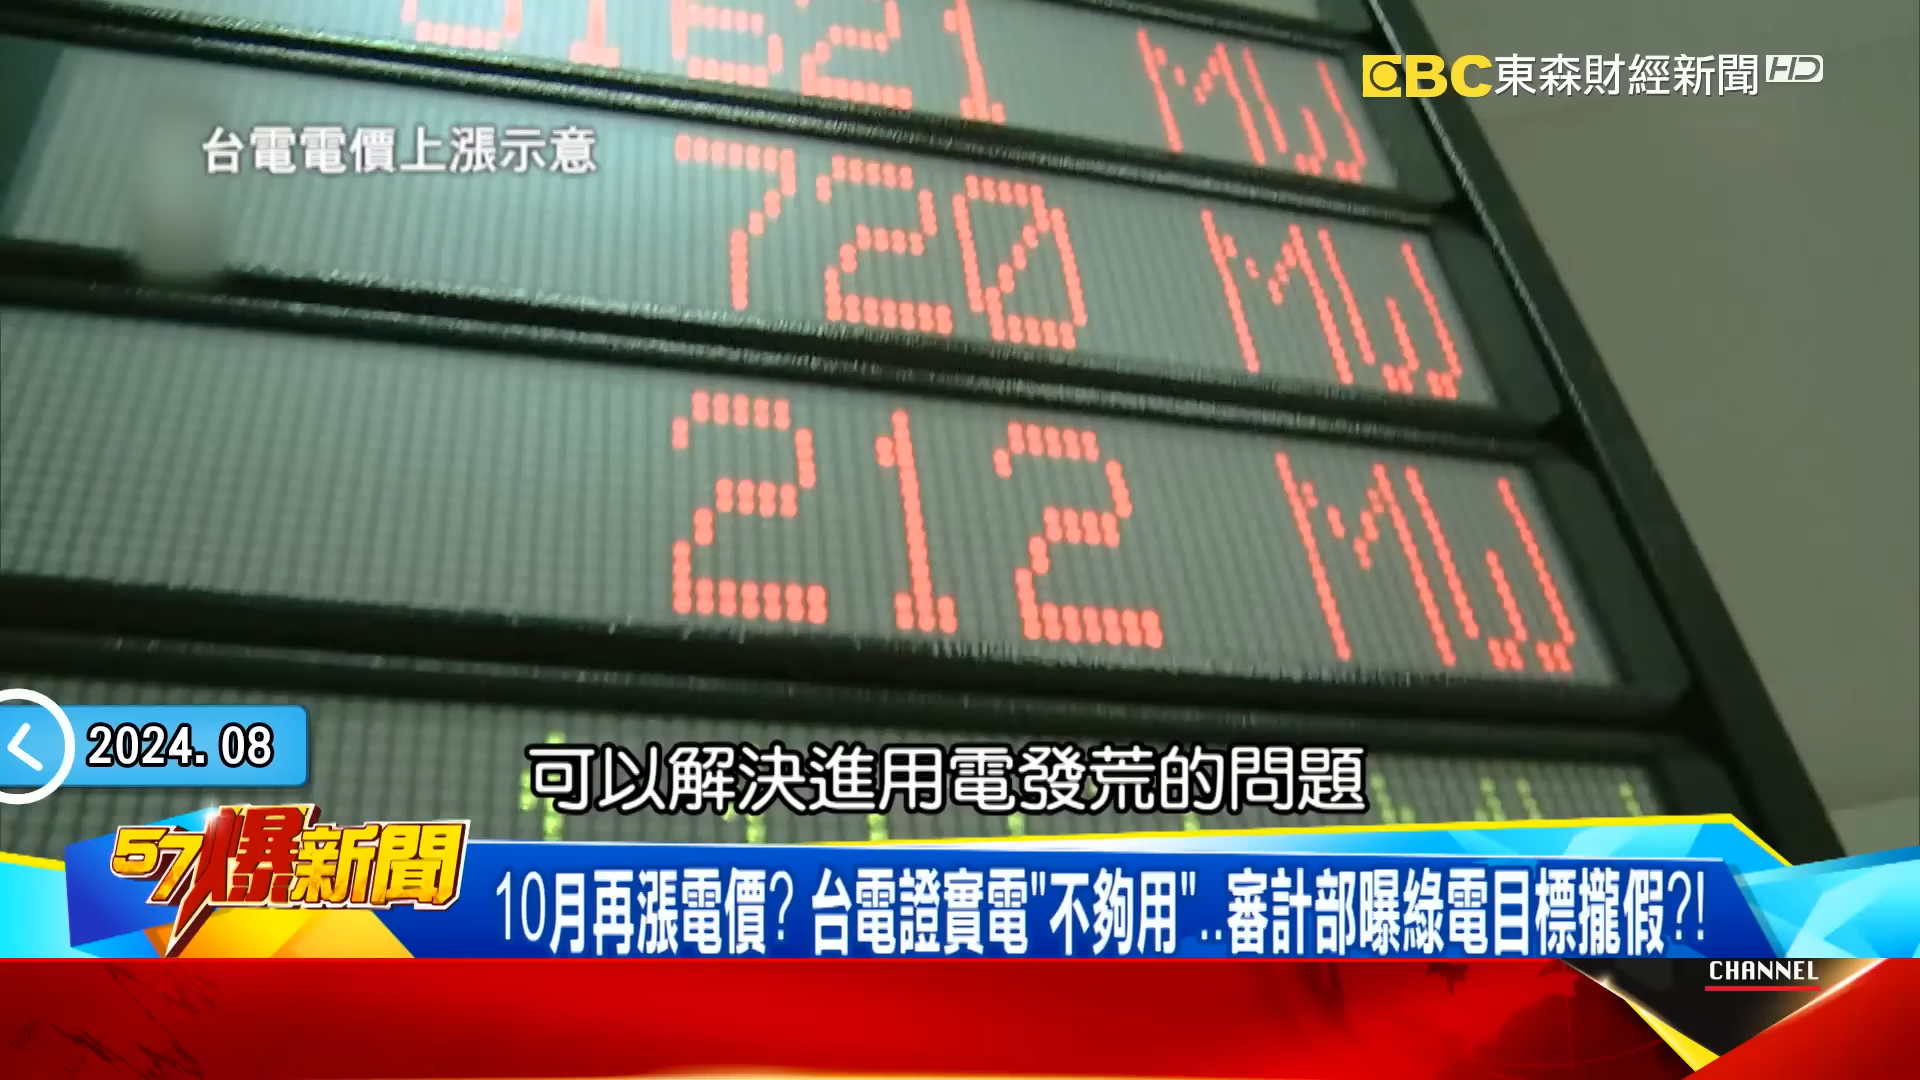 EBC東森財經新聞HD
台電電價上漲示意
720 MW
212 MW
2024.08
可以解決進用電發荒的問題
57爆新聞
10月再漲電價? 台電證實電"不夠用"..審計部曝綠電目標攏假?!
CHANNEL